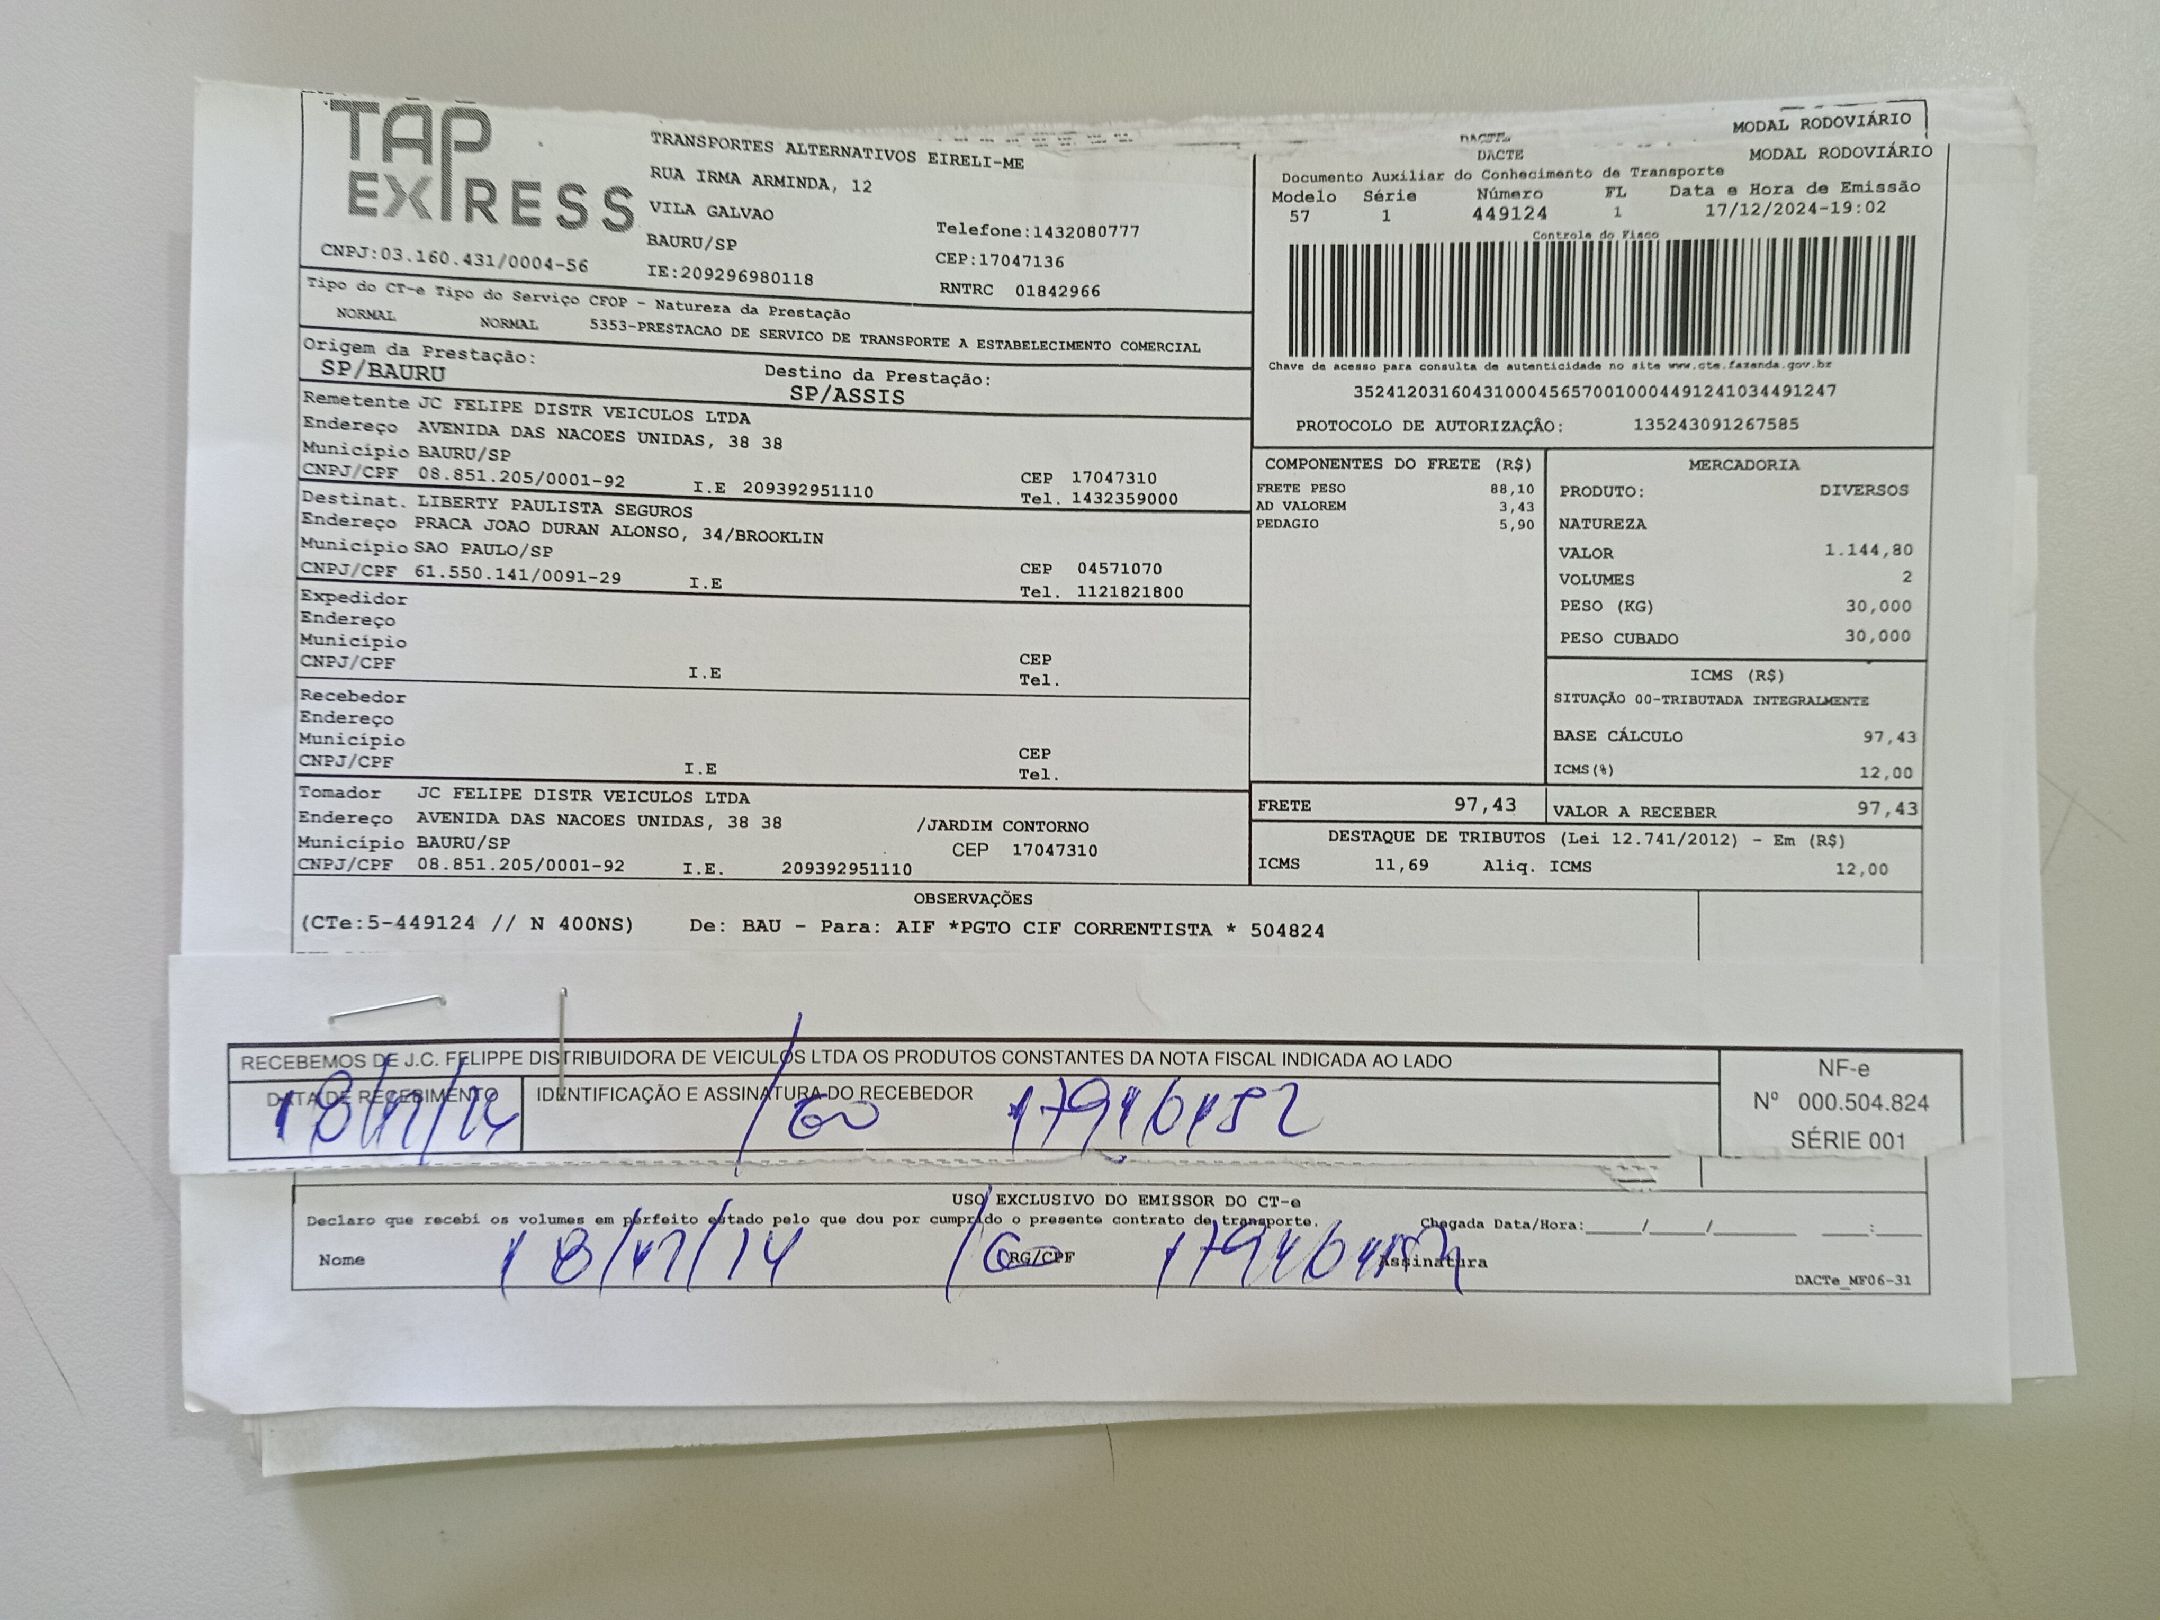 TAP EXPRESS
CNPJ:03.160.431/0004-56
TRANSPORTES ALTERNATIVOS EIRELI-ME
RUA IRMA ARMINDA, 12
VILA GALVAO
BAURU/SP
IE:209296980118
Telefone:1432080777
CEP:17047136
RNTRC 01842966
DACTE MODAL RODOVIÁRIO
DACTE MODAL RODOVIÁRIO
Documento Auxiliar do Conhecimento de Transporte
Modelo Série Número FL Data e Hora de Emissão
57 1 449124 1 17/12/2024-19:02
Controle do Fisco
Chave de acesso para consulta de autenticidade no site www.cte.fazenda.gov.br
35241203160431000456570010004491241034491247
PROTOCOLO DE AUTORIZAÇÃO: 135243091267585
Tipo do CT-e Tipo do Serviço CFOP - Natureza da Prestação
NORMAL NORMAL 5353-PRESTACAO DE SERVICO DE TRANSPORTE A ESTABELECIMENTO COMERCIAL
Origem da Prestação: Destino da Prestação:
SP/BAURU SP/ASSIS
Remetente JC FELIPE DISTR VEICULOS LTDA
Endereço AVENIDA DAS NACOES UNIDAS, 38 38
Município BAURU/SP CEP 17047310
CNPJ/CPF 08.851.205/0001-92 I.E 209392951110 Tel. 1432359000
Destinat. LIBERTY PAULISTA SEGUROS
Endereço PRACA JOAO DURAN ALONSO, 34/BROOKLIN
Município SAO PAULO/SP CEP 04571070
CNPJ/CPF 61.550.141/0091-29 I.E Tel. 1121821800
Expedidor
Endereço
Município CEP
CNPJ/CPF I.E Tel.
Recebedor
Endereço
Município CEP
CNPJ/CPF I.E Tel.
Tomador JC FELIPE DISTR VEICULOS LTDA
Endereço AVENIDA DAS NACOES UNIDAS, 38 38 /JARDIM CONTORNO
Município BAURU/SP CEP 17047310
CNPJ/CPF 08.851.205/0001-92 I.E. 209392951110
COMPONENTES DO FRETE (R$)
FRETE PESO 88,10
AD VALOREM 3,43
PEDAGIO 5,90
MERCADORIA
PRODUTO: DIVERSOS
NATUREZA
VALOR 1.144,80
VOLUMES 2
PESO (KG) 30,000
PESO CUBADO 30,000
ICMS (R$)
SITUAÇÃO 00-TRIBUTADA INTEGRALMENTE
BASE CÁLCULO 97,43
ICMS(%) 12,00
FRETE 97,43 VALOR A RECEBER 97,43
DESTAQUE DE TRIBUTOS (Lei 12.741/2012) - Em (R$)
ICMS 11,69 Aliq. ICMS 12,00
OBSERVAÇÕES
(CTe:5-449124 // N 400NS) De: BAU - Para: AIF *PGTO CIF CORRENTISTA * 504824
RECEBEMOS DE J.C. FELIPPE DISTRIBUIDORA DE VEICULOS LTDA OS PRODUTOS CONSTANTES DA NOTA FISCAL INDICADA AO LADO
DATA DE RECEBIMENTO IDENTIFICAÇÃO E ASSINATURA DO RECEBEDOR
NF-e
Nº 000.504.824
SÉRIE 001
USO EXCLUSIVO DO EMISSOR DO CT-e
Declaro que recebi os volumes em perfeito estado pelo que dou por cumprido o presente contrato de transporte. Chegada Data/Hora:____/____/______ ___:___
Nome RG/CPF Assinatura
DACTe_MF06-31